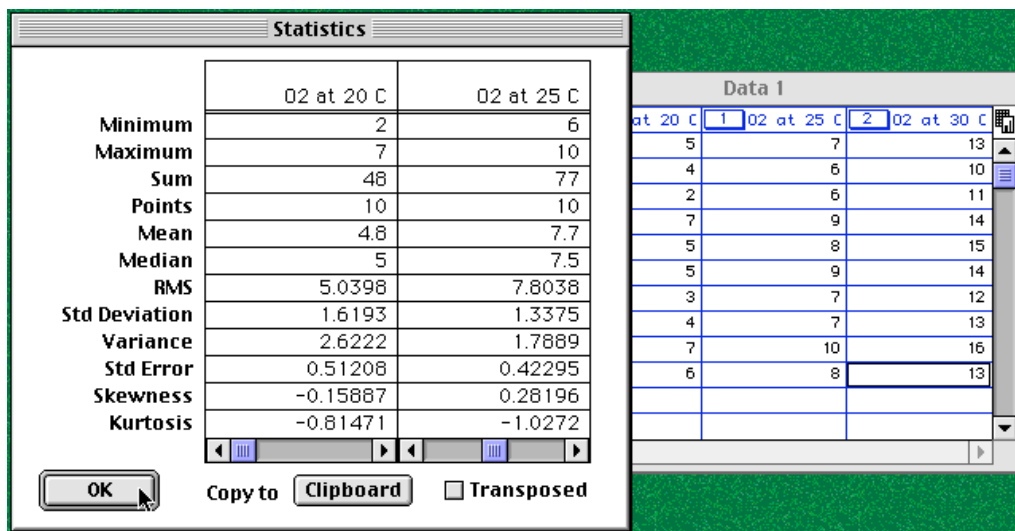 Statistics
02 at 20 C 02 at 25 C
Minimum 2 6
Maximum 7 10
Sum 48 77
Points 10 10
Mean 4.8 7.7
Median 5 7.5
RMS 5.0398 7.8038
Std Deviation 1.6193 1.3375
Variance 2.6222 1.7889
Std Error 0.51208 0.42295
Skewness -0.15887 0.28196
Kurtosis -0.81471 -1.0272
OK Copy to Clipboard Transposed
Data 1
at 20 C 1 02 at 25 C 2 02 at 30 C
5 7 13
4 6 10
2 6 11
7 9 14
5 8 15
5 9 14
3 7 12
4 7 13
7 10 16
6 8 13